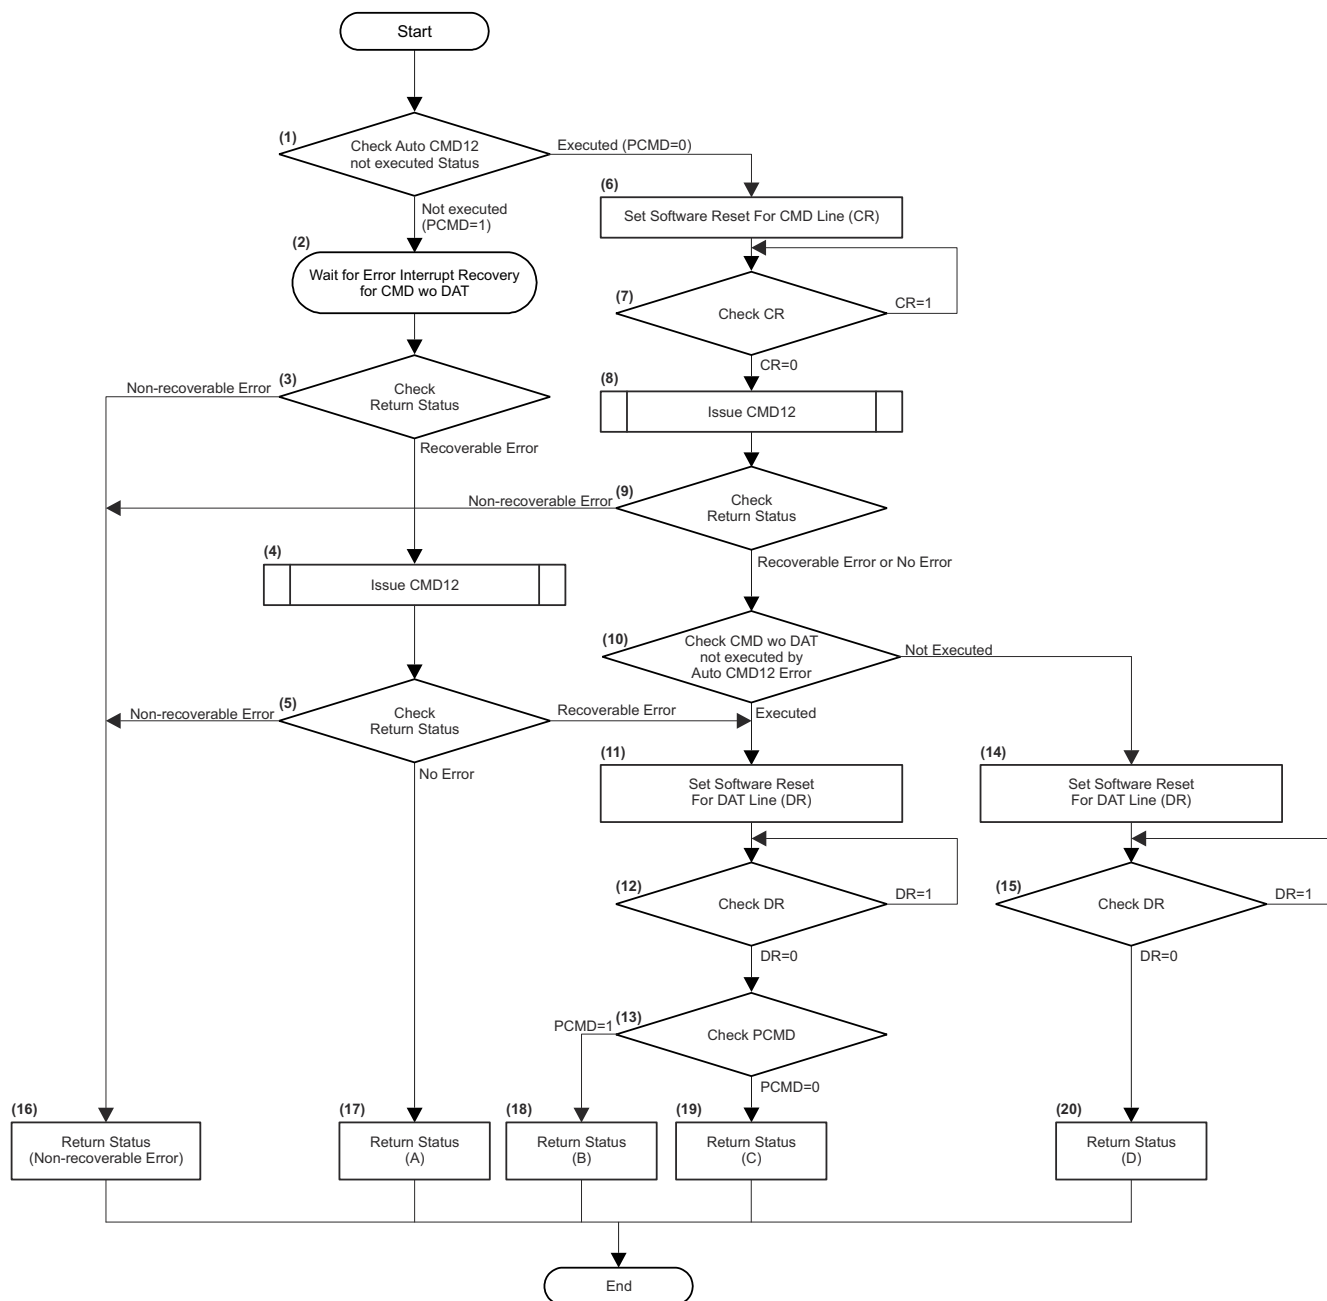 Start
(1)
Check Auto CMD12
not executed Status
Executed (PCMD=0)
Not executed
(PCMD=1)
(2)
Wait for Error Interrupt Recovery
for CMD wo DAT
(6)
Set Software Reset For CMD Line (CR)
(7)
Check CR
CR=1
CR=0
Non-recoverable Error
(3)
Check
Return Status
Recoverable Error
(8)
Issue CMD12
Non-recoverable Error
(9)
Check
Return Status
Recoverable Error or No Error
(4)
Issue CMD12
(10)
Check CMD wo DAT
not executed by
Auto CMD12 Error
Not Executed
Executed
Non-recoverable Error
(5)
Check
Return Status
Recoverable Error
No Error
(11)
Set Software Reset
For DAT Line (DR)
(14)
Set Software Reset
For DAT Line (DR)
(12)
Check DR
DR=1
DR=0
(15)
Check DR
DR=1
DR=0
PCMD=1
(13)
Check PCMD
PCMD=0
(16)
Return Status
(Non-recoverable Error)
(17)
Return Status
(A)
(18)
Return Status
(B)
(19)
Return Status
(C)
(20)
Return Status
(D)
End